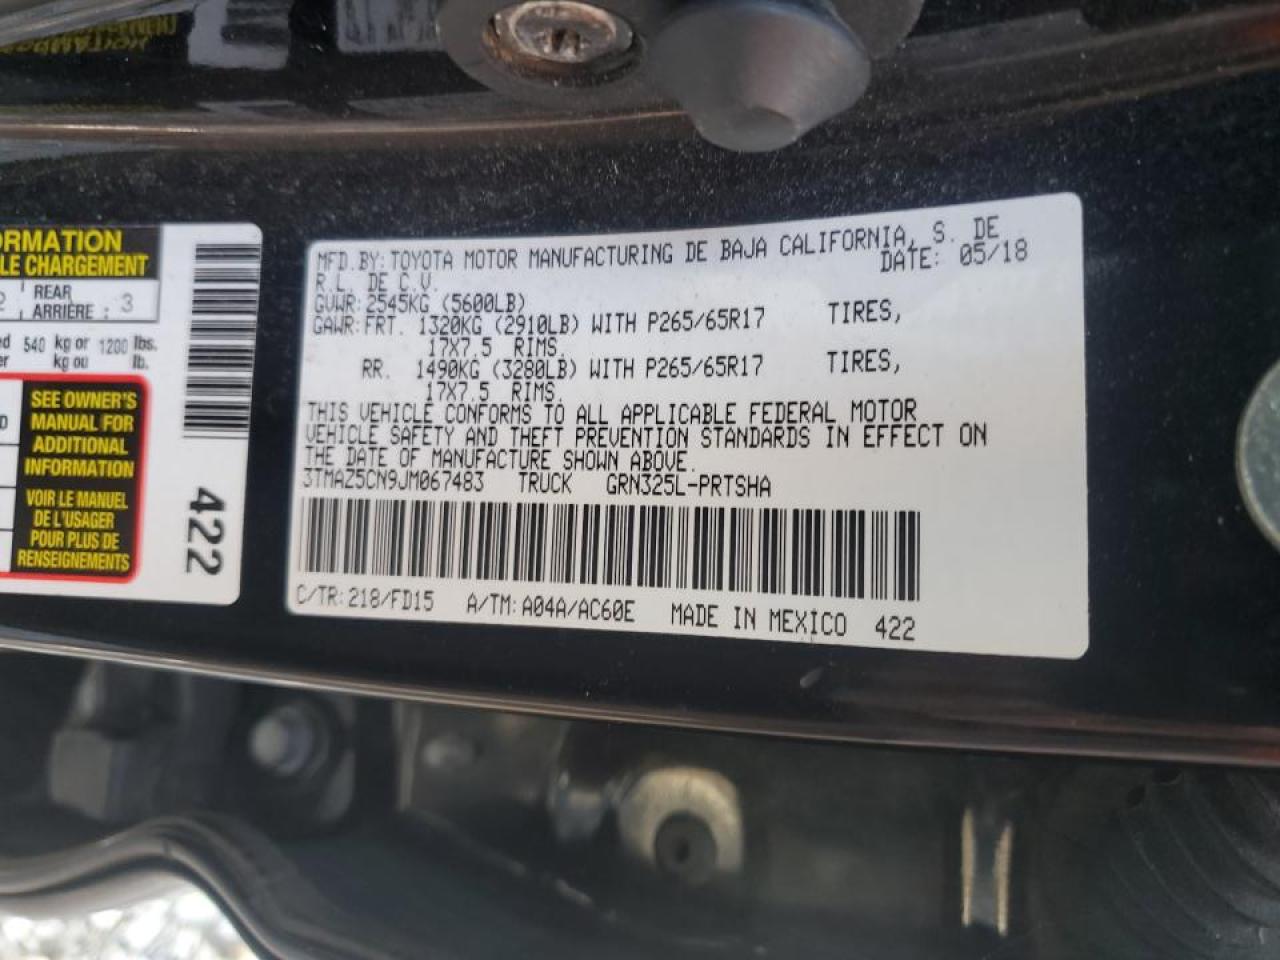 ORMATION
LE CHARGEMENT
REAR
ARRIÈRE : 3
540 kg or 1200 lbs.
kg ou lb.
SEE OWNER'S
MANUAL FOR
ADDITIONAL
INFORMATION
VOIR LE MANUEL
DE L'USAGER
POUR PLUS DE
RENSEIGNEMENTS
422
MFD.BY:TOYOTA MOTOR MANUFACTURING DE BAJA CALIFORNIA, S. DE
R.L. DE C.V. DATE: 05/18
GVWR:2545KG (5600LB)
GAWR:FRT. 1320KG (2910LB) WITH P265/65R17 TIRES,
17X7.5 RIMS.
RR. 1490KG (3280LB) WITH P265/65R17 TIRES,
17X7.5 RIMS.
THIS VEHICLE CONFORMS TO ALL APPLICABLE FEDERAL MOTOR
VEHICLE SAFETY AND THEFT PREVENTION STANDARDS IN EFFECT ON
THE DATE OF MANUFACTURE SHOWN ABOVE.
3TMAZ5CN9JM067483 TRUCK GRN325L-PRTSHA
C/TR:218/FD15 A/TM:A04A/AC60E MADE IN MEXICO 422